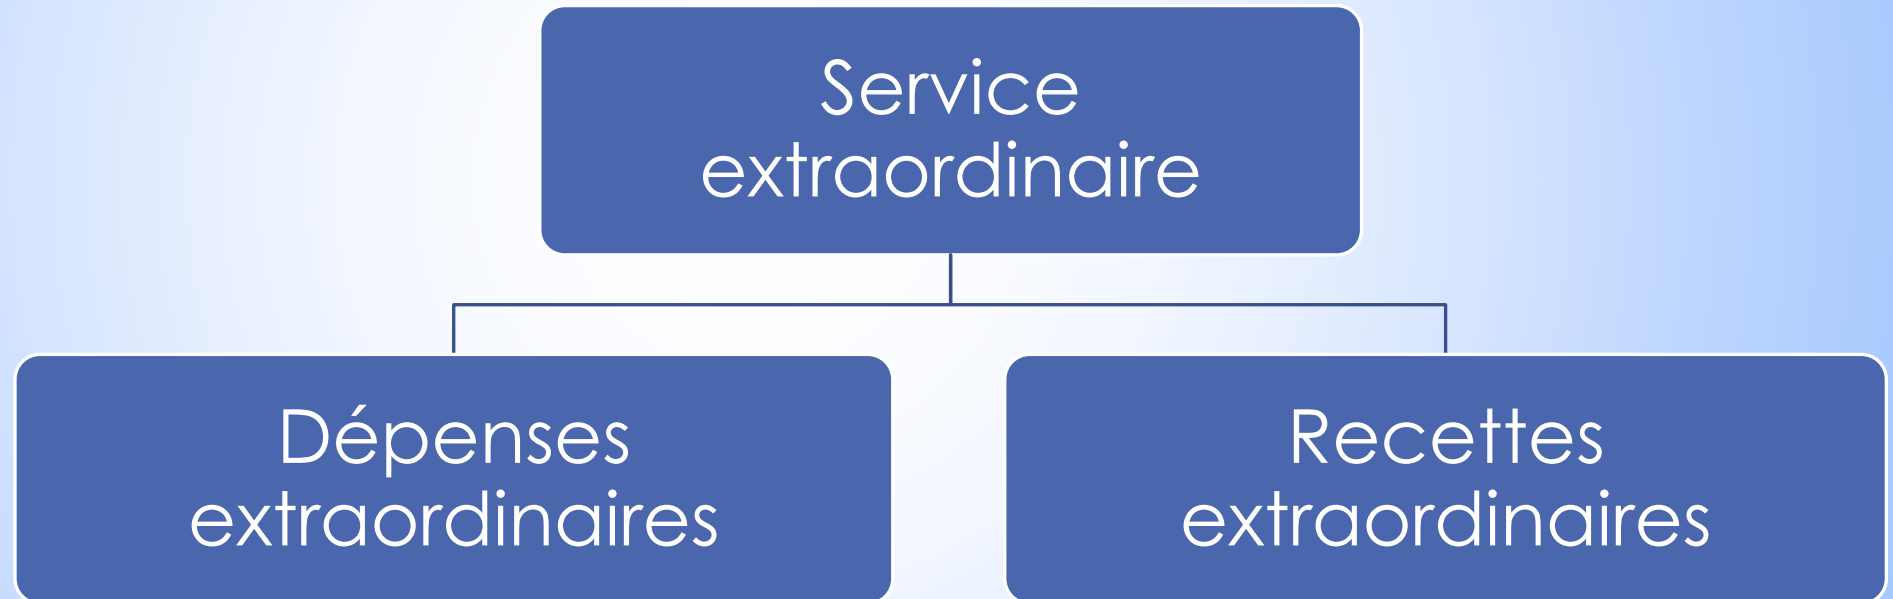 Service
extraordinaire
Dépenses
extraordinaires
Recettes
extraordinaires